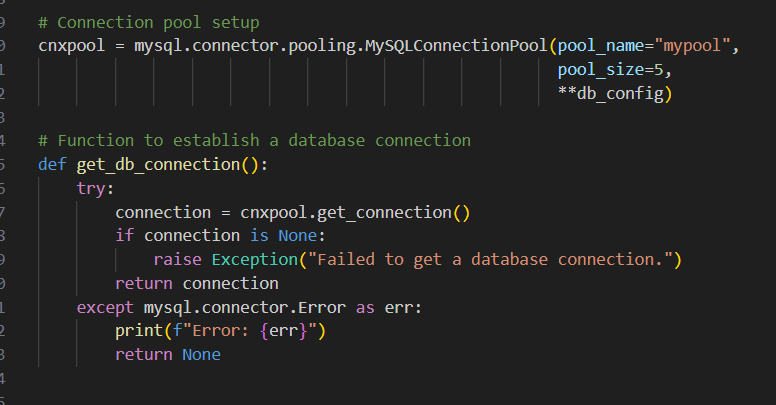 # Connection pool setup
cnxpool = mysql.connector.pooling.MySQLConnectionPool(pool_name="mypool",
pool_size=5,
**db_config)
# Function to establish a database connection
def get_db_connection():
try:
connection = cnxpool.get_connection()
if connection is None:
raise Exception("Failed to get a database connection.")
return connection
except mysql.connector.Error as err:
print(f"Error: {err}")
return None